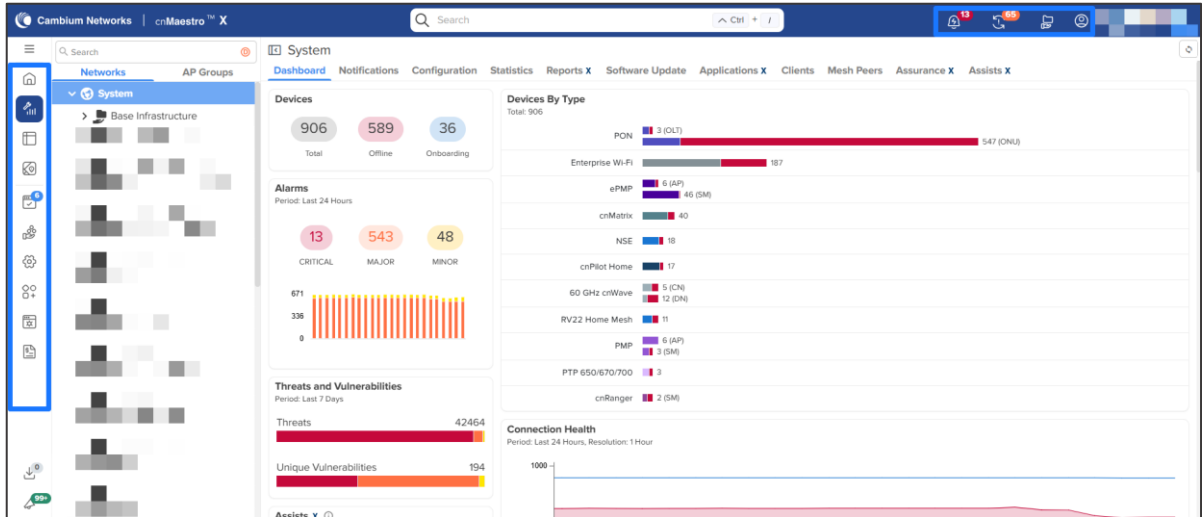 Cambium Networks | cnMaestro™ X
Search
Ctrl + /
13
65
Search
System
Networks
AP Groups
Dashboard Notifications Configuration Statistics Reports X Software Update Applications X Clients Mesh Peers Assurance X Assists X
System
Base Infrastructure
6
0
99+
Devices
906
589
36
Total
Offline
Onboarding
Alarms
Period: Last 24 Hours
13
543
48
CRITICAL
MAJOR
MINOR
671
336
0
Threats and Vulnerabilities
Period: Last 7 Days
Threats 42464
Unique Vulnerabilities 194
Assists X
Devices By Type
Total: 906
PON 3 (OLT)
547 (ONU)
Enterprise Wi-Fi 187
ePMP 6 (AP)
46 (SM)
cnMatrix 40
NSE 18
cnPilot Home 17
60 GHz cnWave 5 (CN)
12 (DN)
RV22 Home Mesh 11
PMP 6 (AP)
3 (SM)
PTP 650/670/700 3
cnRanger 2 (SM)
Connection Health
Period: Last 24 Hours, Resolution: 1 Hour
1000